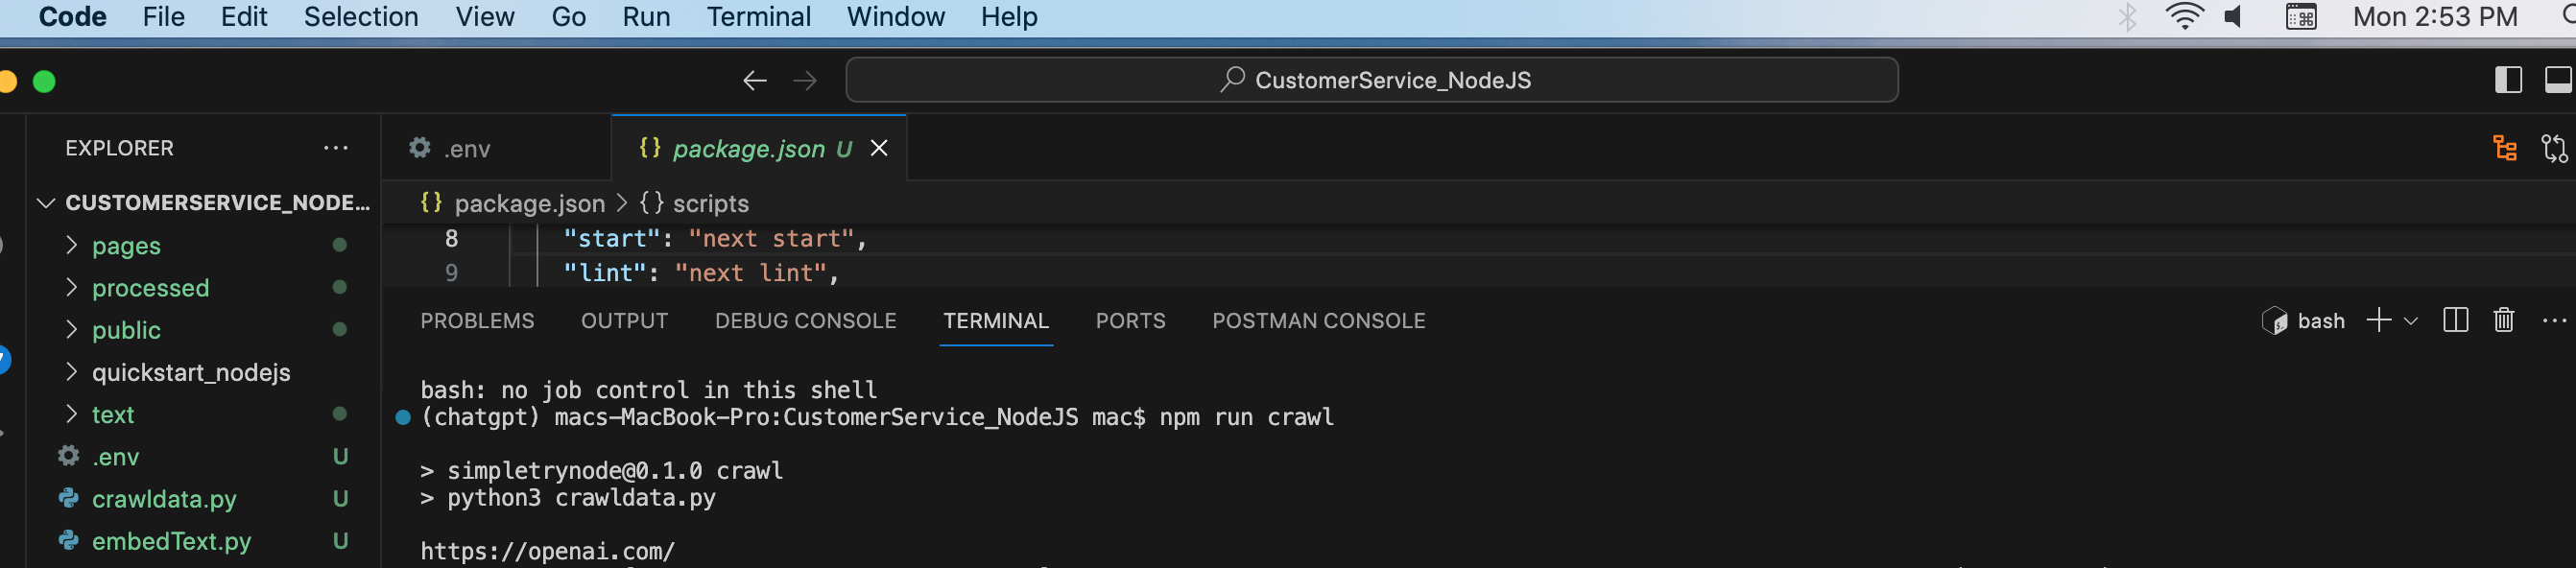 Code File Edit Selection View Go Run Terminal Window Help Mon 2:53 PM
CustomerService_NodeJS
EXPLORER
CUSTOMERSERVICE_NODE...
pages
processed
public
quickstart_nodejs
text
.env U
crawldata.py U
embedText.py U
.env
package.json U
package.json > {} scripts
8 "start": "next start",
9 "lint": "next lint",
PROBLEMS OUTPUT DEBUG CONSOLE TERMINAL PORTS POSTMAN CONSOLE
bash
bash: no job control in this shell
(chatgpt) macs-MacBook-Pro:CustomerService_NodeJS mac$ npm run crawl
> simpletrynode@0.1.0 crawl
> python3 crawldata.py
https://openai.com/